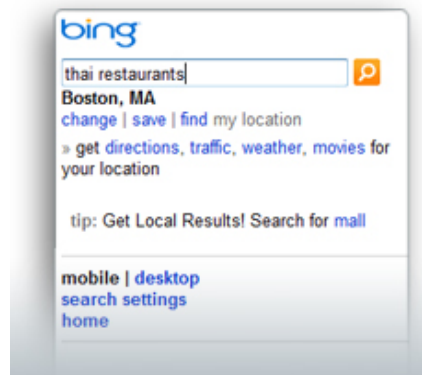 bing
thai restaurants
Boston, MA
change | save | find my location
» get directions, traffic, weather, movies for
your location
tip: Get Local Results! Search for mall
mobile | desktop
search settings
home